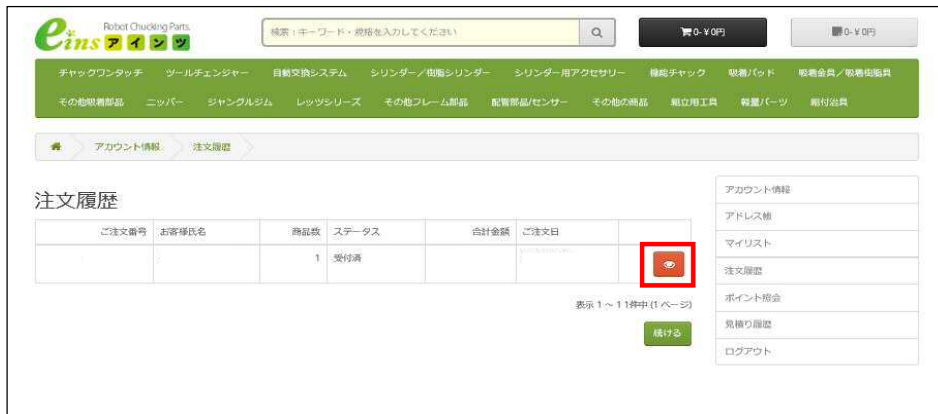 Robot Chucking Parts.
eins アインツ
検索：キーワード・規格を入力してください
0-￥0円
0-￥0円
チャックワンタッチ ツールチェンジャー 自動交換システム シリンダー／樹脂シリンダー シリンダー用アクセサリー 機能チャック 吸着パッド 吸着金具／吸着樹脂具
その他吸着部品 ニッパー ジャングルジム レッツシリーズ その他フレーム部品 配管部品/センサー その他の商品 組立用工具 軽量パーツ 組付治具
アカウント情報 注文履歴
注文履歴
ご注文番号 お客様氏名 商品数 ステータス 合計金額 ご注文日
1 受付済
表示 1 ～ 1 1件中 (1 ページ)
続ける
アカウント情報
アドレス帳
マイリスト
注文履歴
ポイント照会
見積り履歴
ログアウト